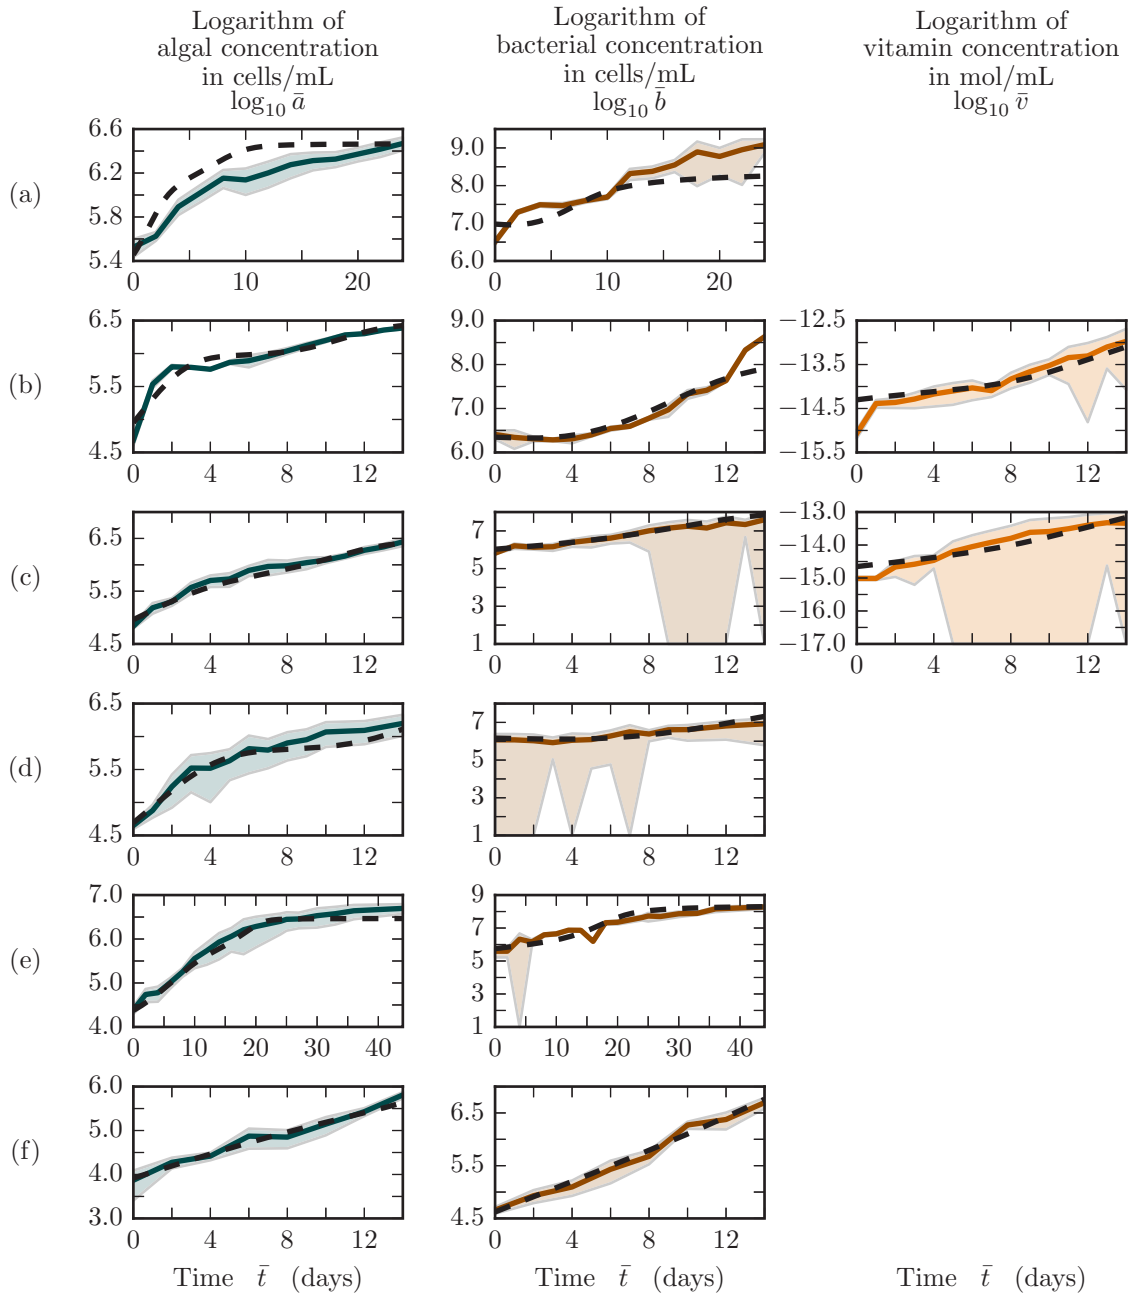 Logarithm of
algal concentration
in cells/mL
log₁₀ ā
Logarithm of
bacterial concentration
in cells/mL
log₁₀ b̄
Logarithm of
vitamin concentration
in mol/mL
log₁₀ v̄
(a)
6.6
6.2
5.8
5.4
0 10 20
9.0
8.0
7.0
6.0
0 10 20
(b)
6.5
5.5
4.5
0 4 8 12
9.0
8.0
7.0
6.0
0 4 8 12
−12.5
−13.5
−14.5
−15.5
0 4 8 12
(c)
6.5
5.5
4.5
0 4 8 12
7
5
3
1
0 4 8 12
−13.0
−14.0
−15.0
−16.0
−17.0
0 4 8 12
(d)
6.5
5.5
4.5
0 4 8 12
7
5
3
1
0 4 8 12
(e)
7.0
6.0
5.0
4.0
0 10 20 30 40
9
7
5
3
1
0 10 20 30 40
(f)
6.0
5.0
4.0
3.0
0 4 8 12
6.5
5.5
4.5
0 4 8 12
Time t̄ (days)
Time t̄ (days)
Time t̄ (days)